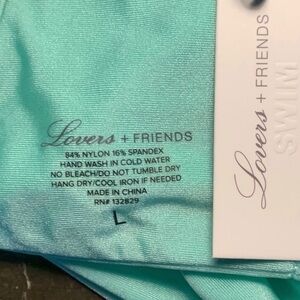 Lovers + FRIENDS
84% NYLON 16% SPANDEX
HAND WASH IN COLD WATER
NO BLEACH/DO NOT TUMBLE DRY
HANG DRY/COOL IRON IF NEEDED
MADE IN CHINA
RN# 132829
L
Lovers + FRIENDS
SWIM